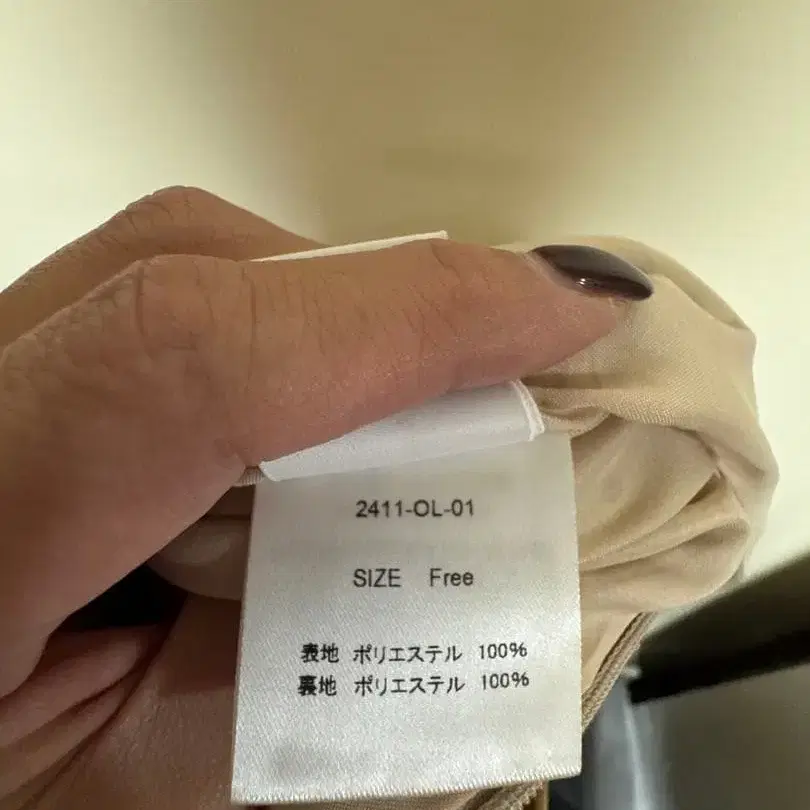 2411-OL-01
SIZE Free
表地 ポリエステル 100%
裏地 ポリエステル 100%